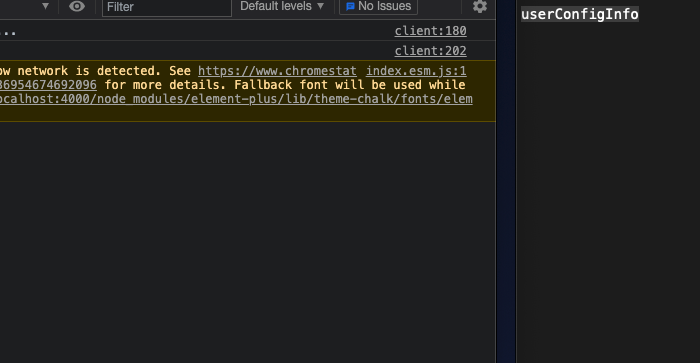 Filter
Default levels ▼
No Issues
... client:180
client:202
ow network is detected. See https://www.chromestat index.esm.js:1
36954674692096 for more details. Fallback font will be used while
ocalhost:4000/node_modules/element-plus/lib/theme-chalk/fonts/elem
userConfigInfo